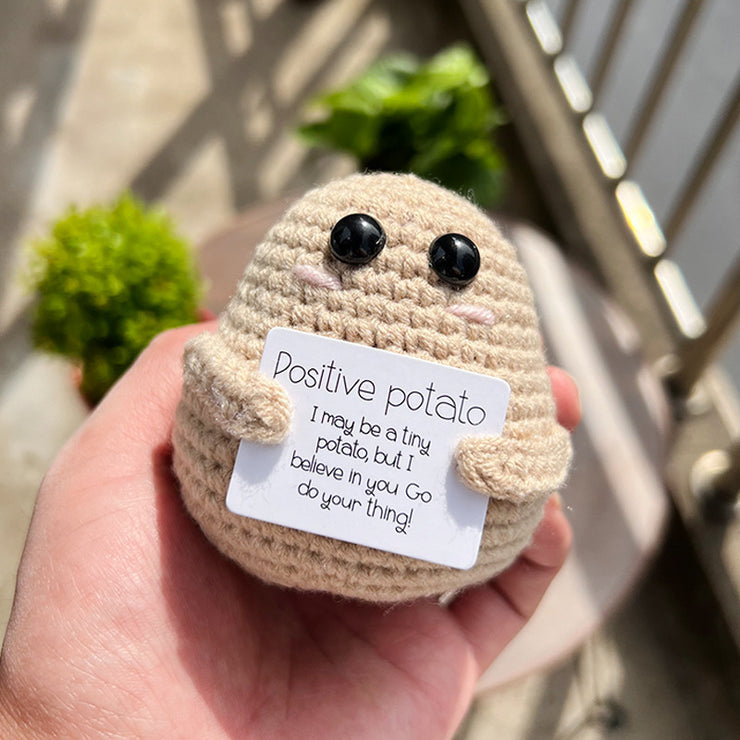 Positive potato
I may be a tiny
potato, but I
believe in you Go
do your thing!